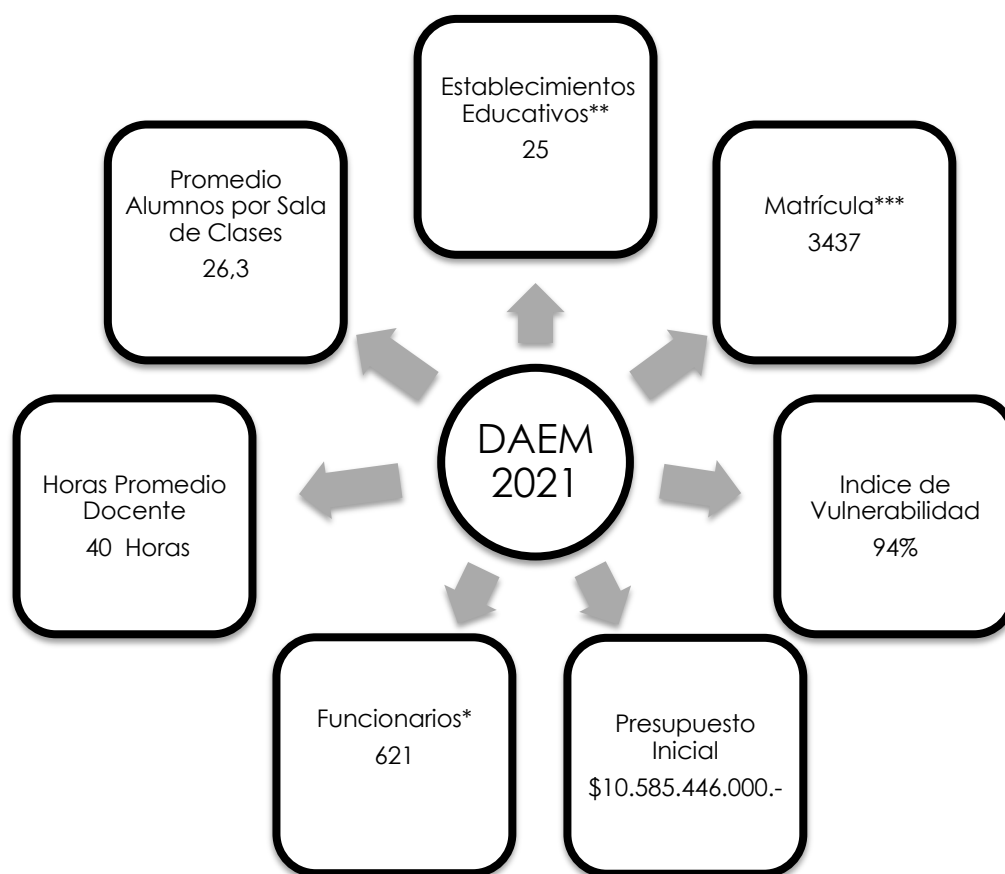 Establecimientos
Educativos**
25
Promedio
Alumnos por Sala
de Clases
26,3
Matrícula***
3437
DAEM
2021
Horas Promedio
Docente
40 Horas
Indice de
Vulnerabilidad
94%
Funcionarios*
621
Presupuesto
Inicial
$10.585.446.000.-